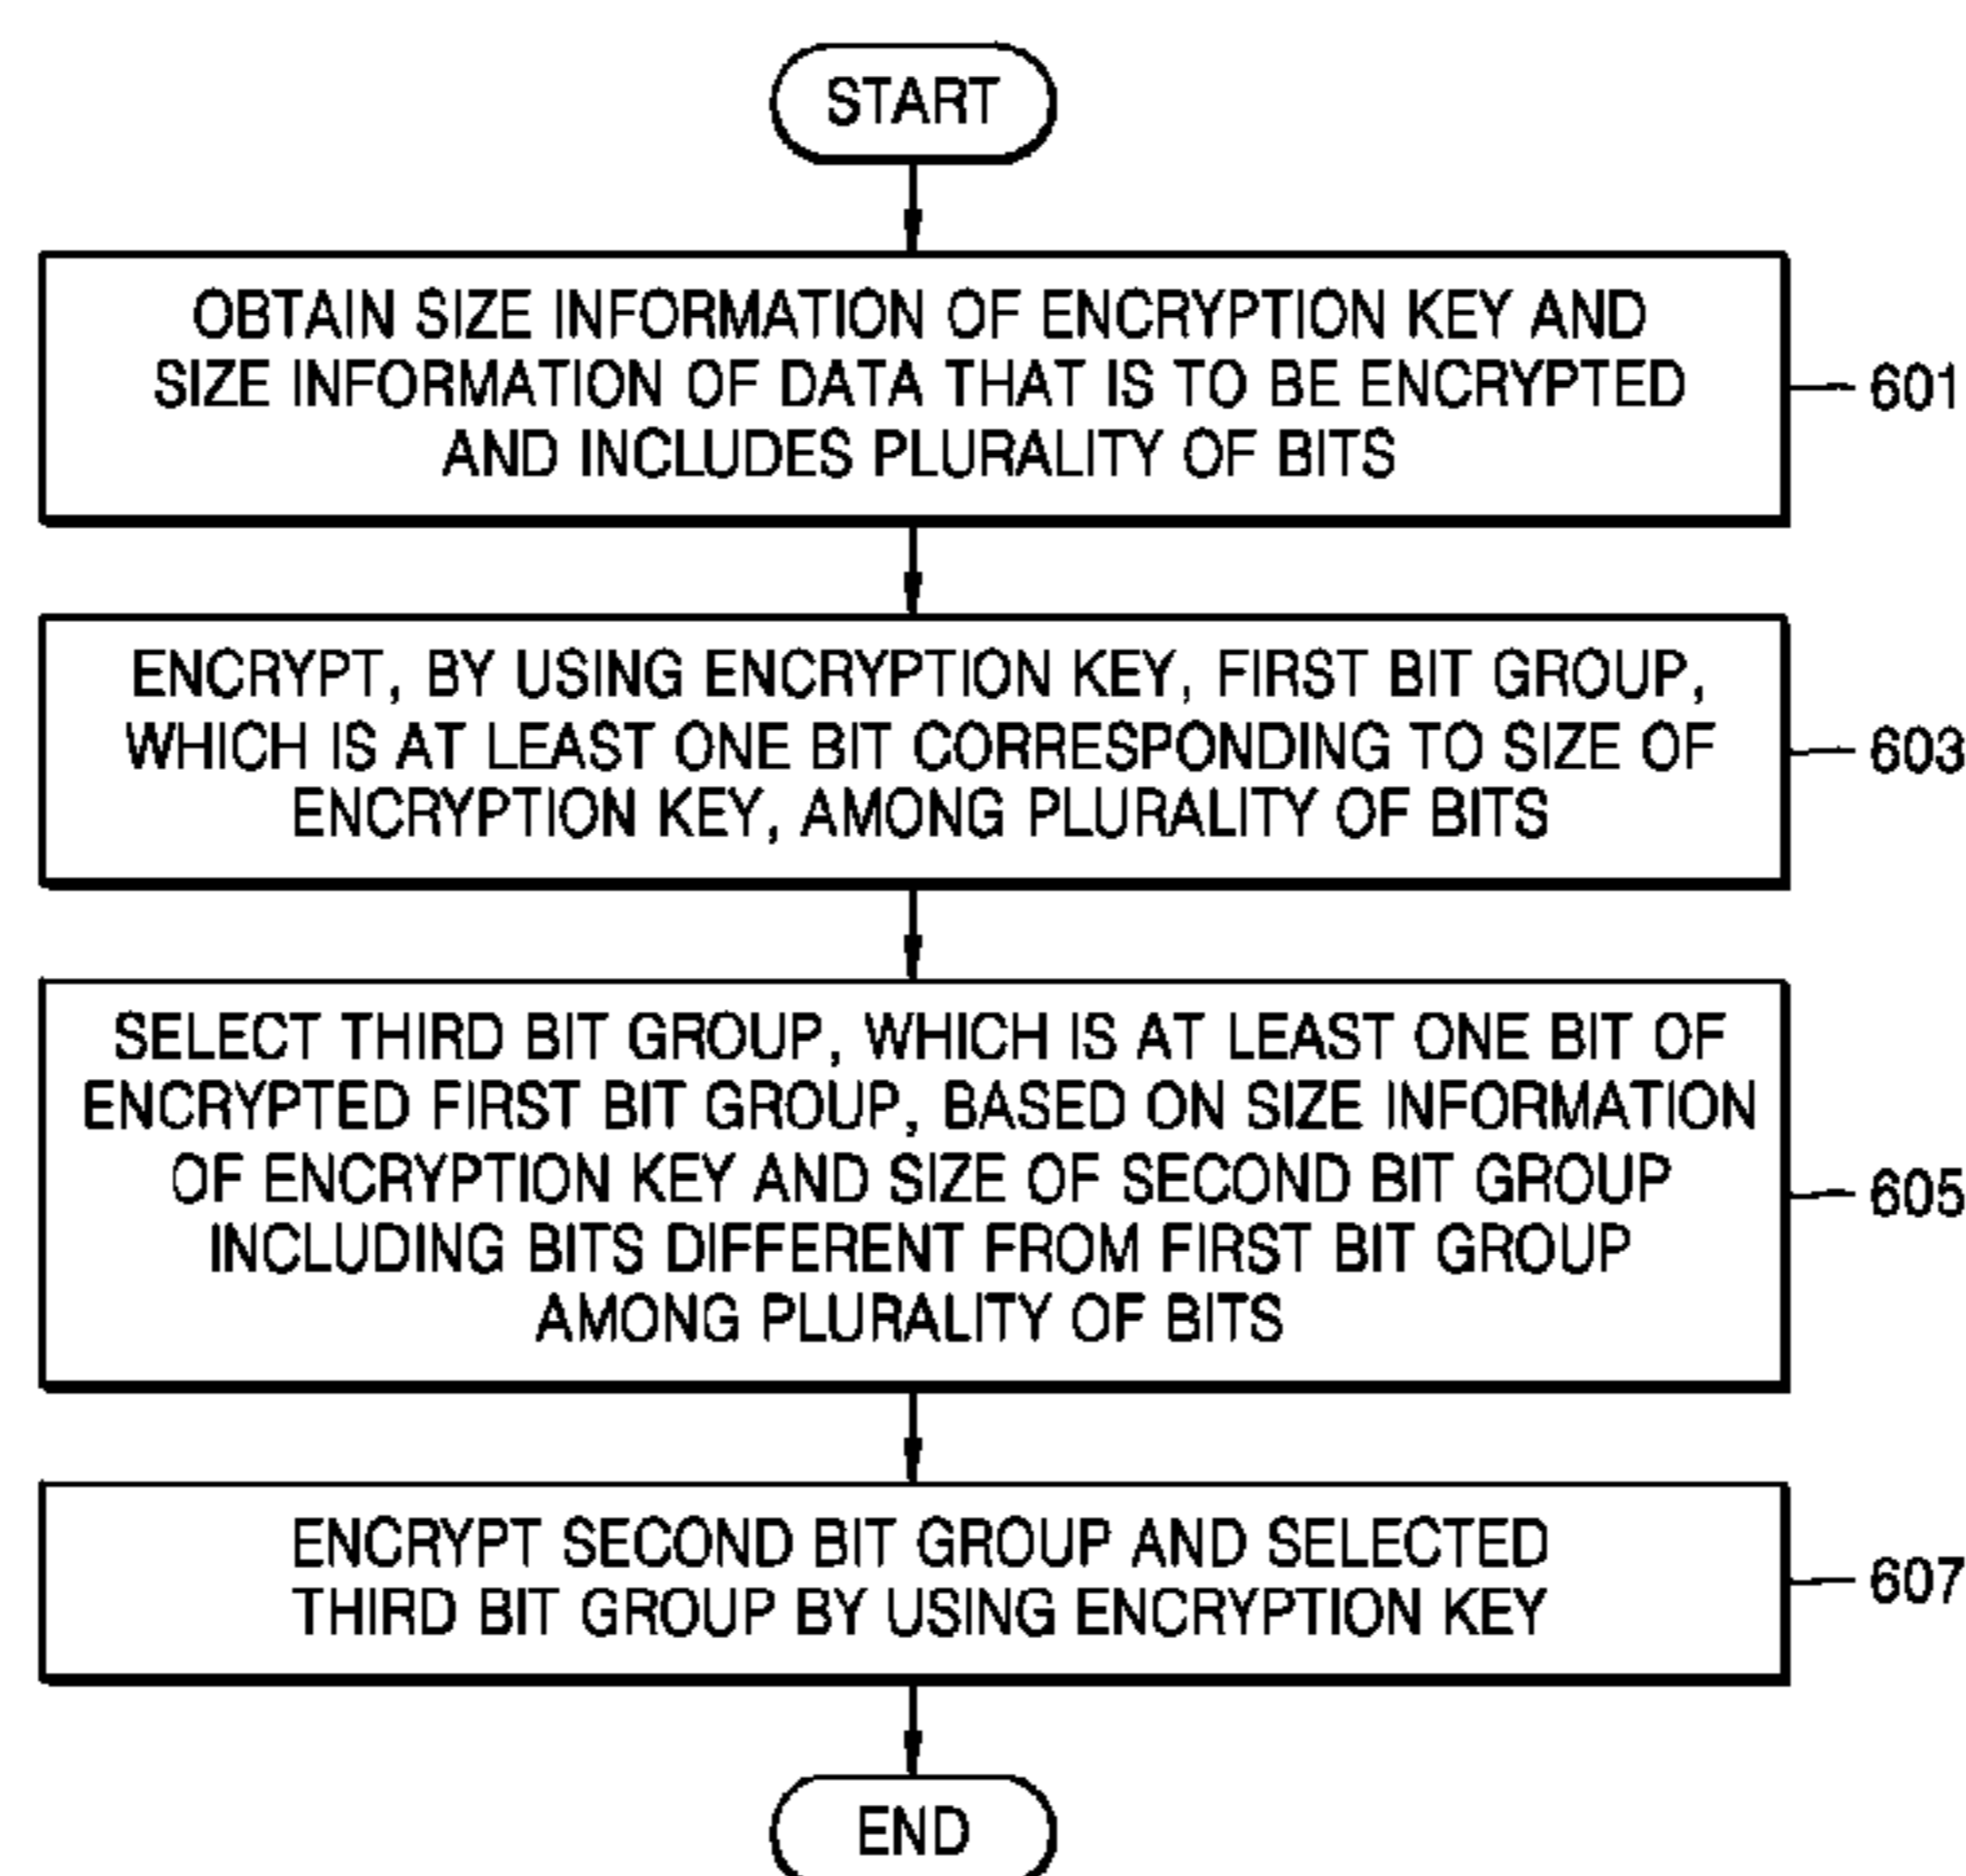 START
OBTAIN SIZE INFORMATION OF ENCRYPTION KEY AND
SIZE INFORMATION OF DATA THAT IS TO BE ENCRYPTED
AND INCLUDES PLURALITY OF BITS
601
ENCRYPT, BY USING ENCRYPTION KEY, FIRST BIT GROUP,
WHICH IS AT LEAST ONE BIT CORRESPONDING TO SIZE OF
ENCRYPTION KEY, AMONG PLURALITY OF BITS
603
SELECT THIRD BIT GROUP, WHICH IS AT LEAST ONE BIT OF
ENCRYPTED FIRST BIT GROUP, BASED ON SIZE INFORMATION
OF ENCRYPTION KEY AND SIZE OF SECOND BIT GROUP
INCLUDING BITS DIFFERENT FROM FIRST BIT GROUP
AMONG PLURALITY OF BITS
605
ENCRYPT SECOND BIT GROUP AND SELECTED
THIRD BIT GROUP BY USING ENCRYPTION KEY
607
END